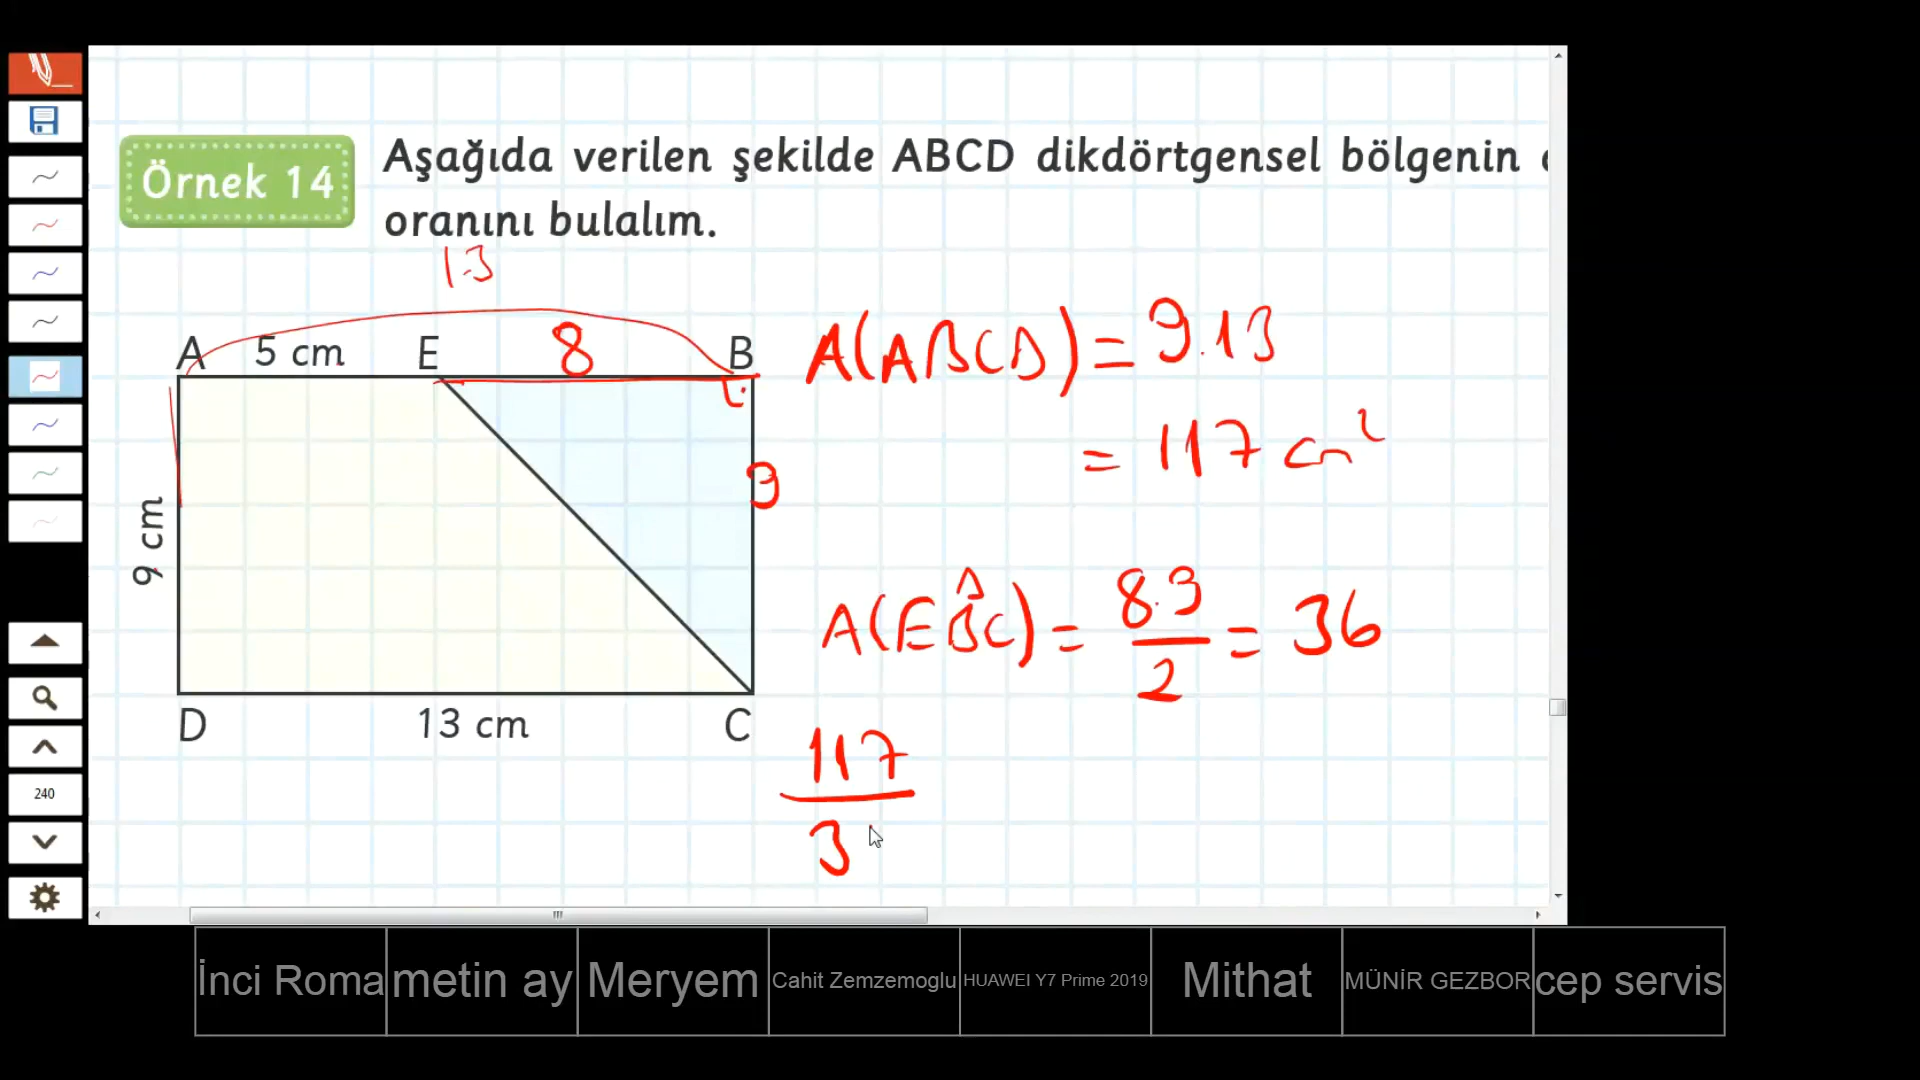 Örnek 14
Aşağıda verilen şekilde ABCD dikdörtgensel bölgenin
oranını bulalım.
13
A 5 cm E 8 B
9 cm
9
D 13 cm C
A(ABCD) = 9.13
= 117 cm²
A(EBC) = 8.9/2 = 36
117
3
240
İnci Roma metin ay Meryem Cahit Zemzemoglu HUAWEI Y7 Prime 2019 Mithat MÜNİR GEZBOR cep servis